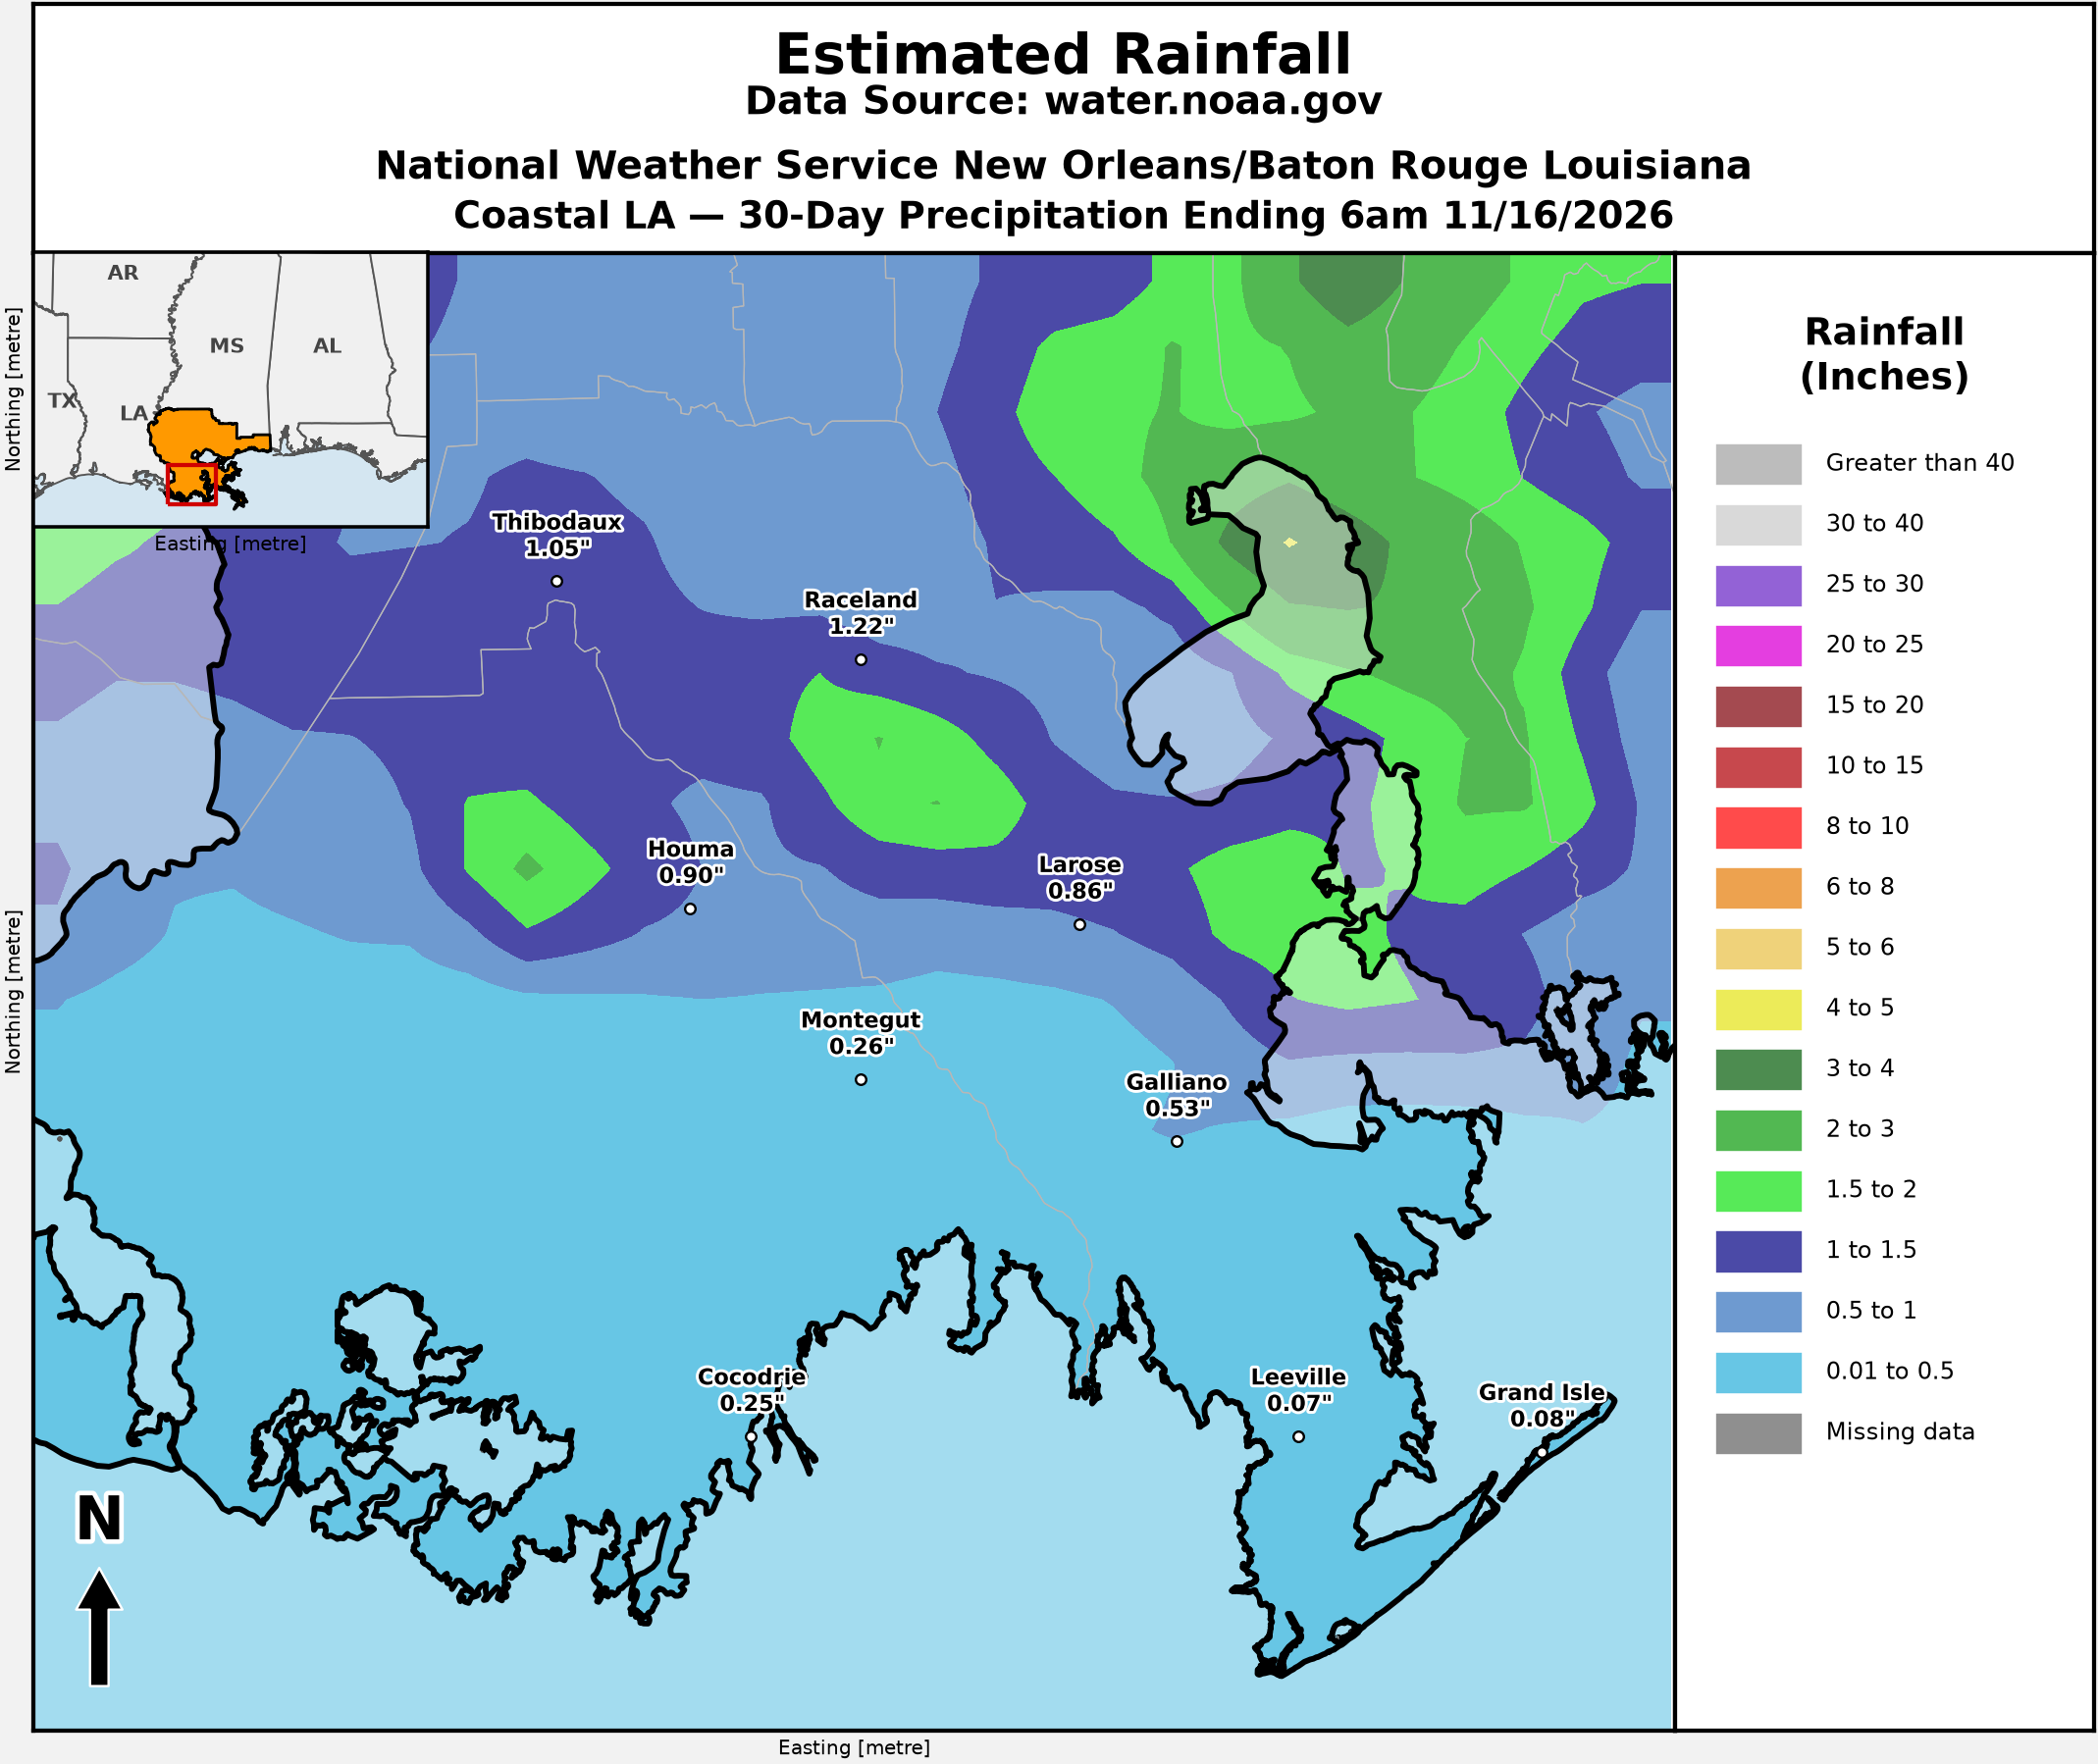 Estimated Rainfall
Data Source: water.noaa.gov
National Weather Service New Orleans/Baton Rouge Louisiana
Coastal LA — 30-Day Precipitation Ending 6am 11/16/2026
AR
MS
AL
TX
LA
Easting [metre]
Northing [metre]
Northing [metre]
Thibodaux
1.05"
Raceland
1.22"
Houma
0.90"
Larose
0.86"
Montegut
0.26"
Galliano
0.53"
Cocodrie
0.25"
Leeville
0.07"
Grand Isle
0.08"
N
Easting [metre]
Rainfall
(Inches)
Greater than 40
30 to 40
25 to 30
20 to 25
15 to 20
10 to 15
8 to 10
6 to 8
5 to 6
4 to 5
3 to 4
2 to 3
1.5 to 2
1 to 1.5
0.5 to 1
0.01 to 0.5
Missing data